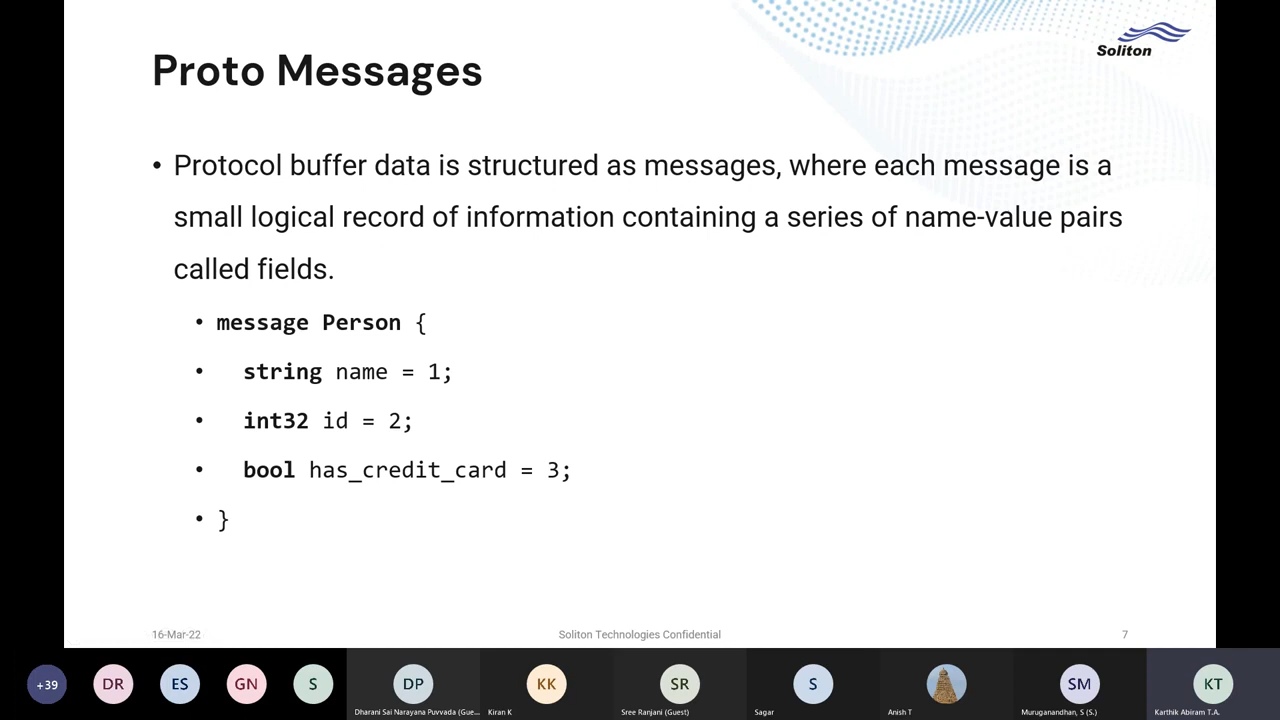 Soliton
Proto Messages
• Protocol buffer data is structured as messages, where each message is a
small logical record of information containing a series of name-value pairs
called fields.
• message Person {
• string name = 1;
• int32 id = 2;
• bool has_credit_card = 3;
• }
16-Mar-22 Soliton Technologies Confidential 7
+39 DR ES GN S DP KK SR S SM KT
Dharani Sai Narayana Puvvada (Gue... Kiran K Sree Ranjani (Guest) Sagar Anish T Muruganandhan, S (S.) Karthik Abiram T.A.